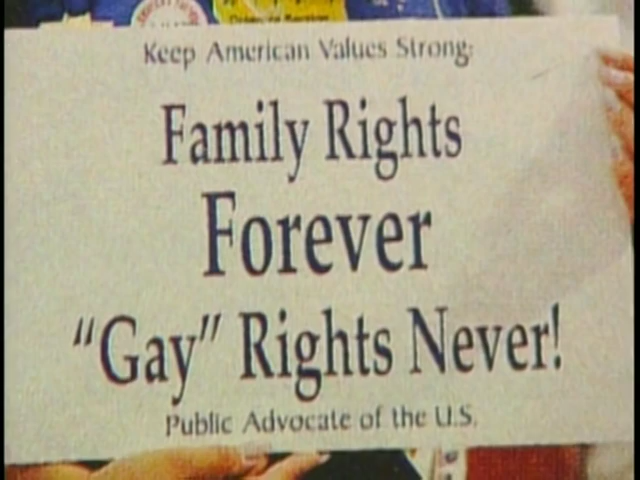 Keep American Values Strong:
Family Rights
Forever
"Gay" Rights Never!
Public Advocate of the U.S.